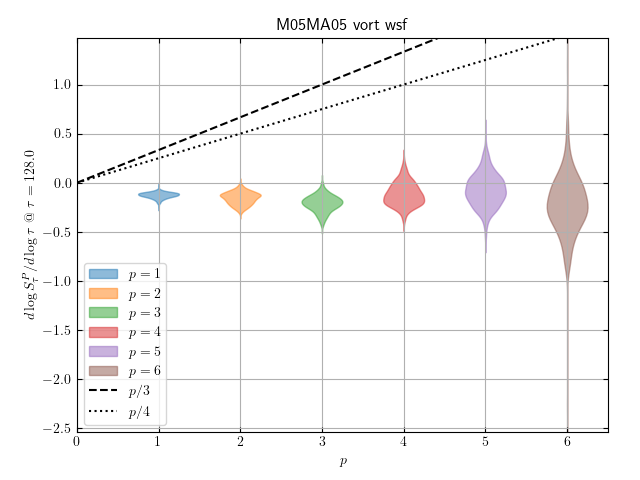 M05MA05 vort wsf
d log S_τ^P / d log τ @ τ = 128.0
1.0
0.5
0.0
−0.5
−1.0
−1.5
−2.0
−2.5
p = 1
p = 2
p = 3
p = 4
p = 5
p = 6
p/3
p/4
0 1 2 3 4 5 6
p